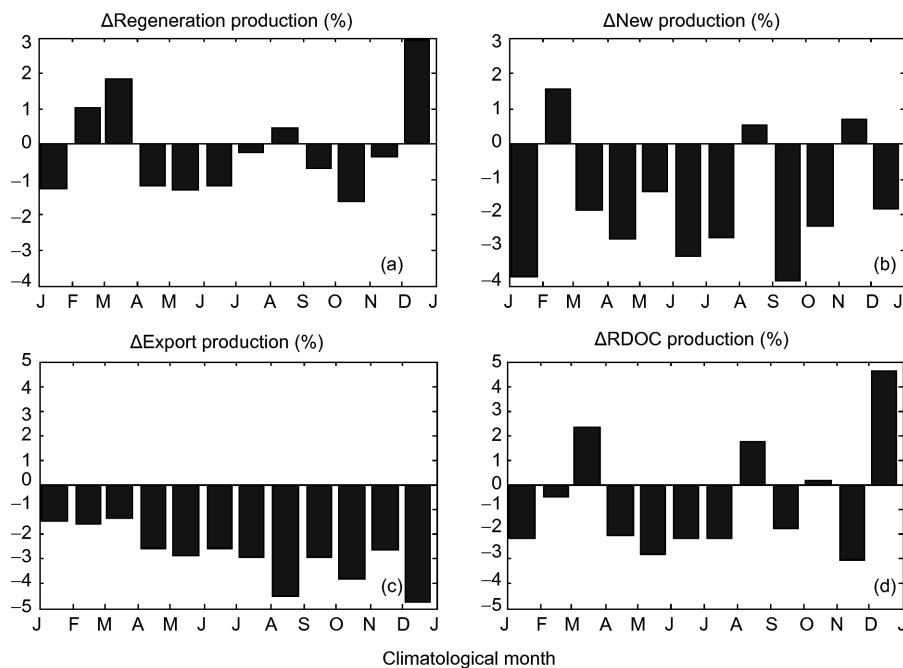 ΔRegeneration production (%)
3
2
1
0
−1
−2
−3
−4
(a)
J F M A M J J A S O N D J
ΔNew production (%)
3
2
1
0
−1
−2
−3
−4
(b)
J F M A M J J A S O N D J
ΔExport production (%)
5
4
3
2
1
0
−1
−2
−3
−4
−5
(c)
J F M A M J J A S O N D J
ΔRDOC production (%)
5
4
3
2
1
0
−1
−2
−3
−4
−5
(d)
J F M A M J J A S O N D J
Climatological month